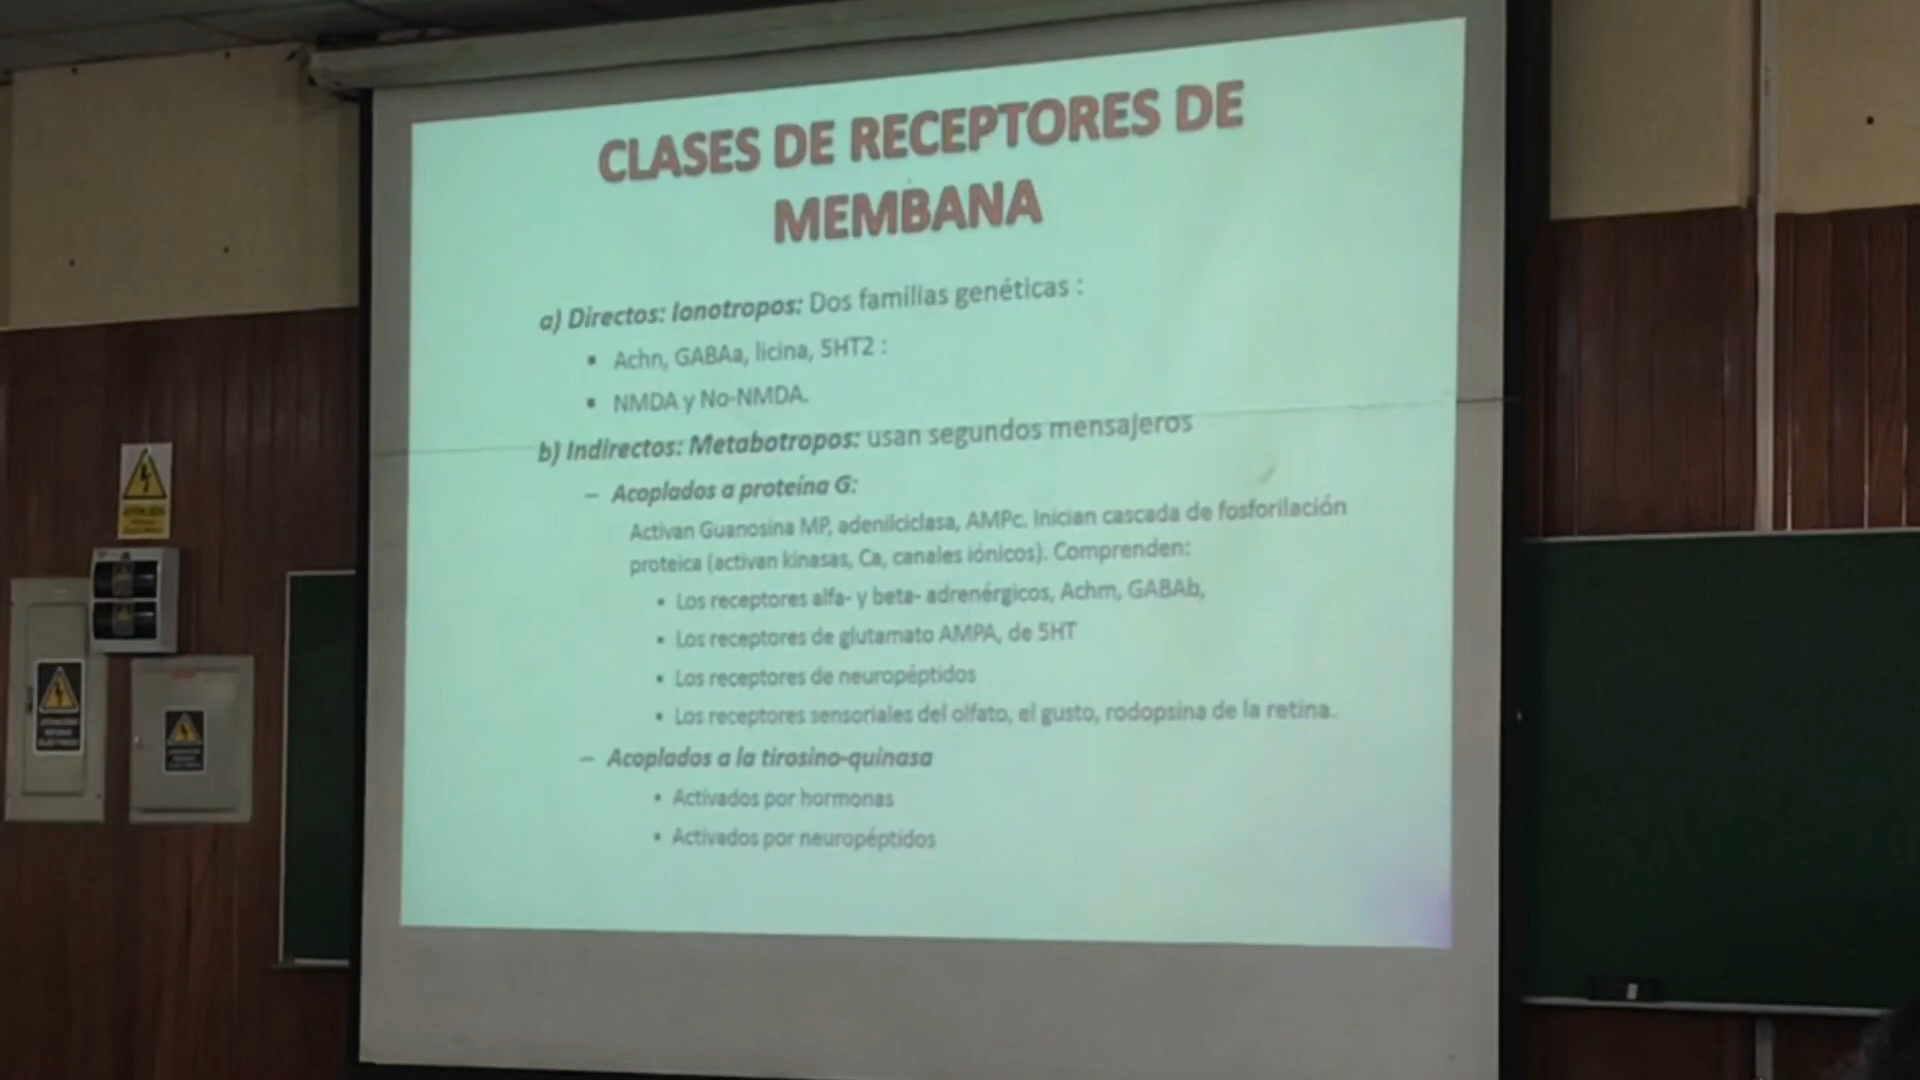 CLASES DE RECEPTORES DE
MEMBANA
a) Directos: Ionotropos: Dos familias genéticas :
▪ Achn, GABAa, licina, 5HT2 :
▪ NMDA y No-NMDA.
b) Indirectos: Metabotropos: usan segundos mensajeros
– Acoplados a proteína G:
Activan Guanosina MP, adenilciclasa, AMPc. Inician cascada de fosforilación
proteica (activan kinasas, Ca, canales iónicos). Comprenden:
• Los receptores alfa- y beta- adrenérgicos, Achm, GABAb,
• Los receptores de glutamato AMPA, de 5HT
• Los receptores de neuropéptidos
• Los receptores sensoriales del olfato, el gusto, rodopsina de la retina.
– Acoplados a la tirosino-quinasa
• Activados por hormonas
• Activados por neuropéptidos